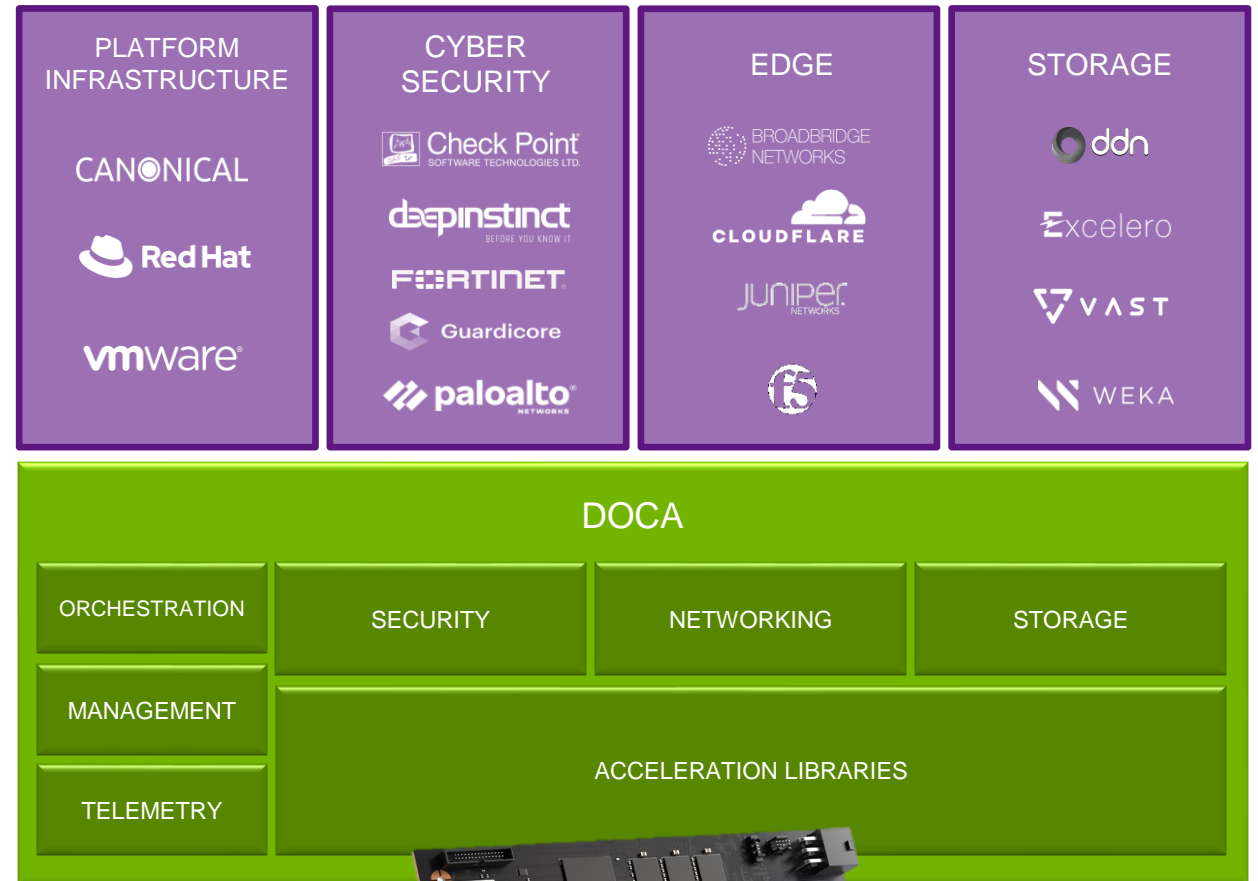 PLATFORM
INFRASTRUCTURE
CANONICAL
Red Hat
vmware®
CYBER
SECURITY
Check Point
SOFTWARE TECHNOLOGIES LTD.
deepinstinct
BEFORE YOU KNOW IT
FORTINET®
Guardicore
paloalto®
NETWORKS
EDGE
BROADBRIDGE
NETWORKS
CLOUDFLARE
JUNIPER
NETWORKS
f5
STORAGE
ddn
Excelero
VAST
WEKA
DOCA
ORCHESTRATION
MANAGEMENT
TELEMETRY
SECURITY
NETWORKING
STORAGE
ACCELERATION LIBRARIES